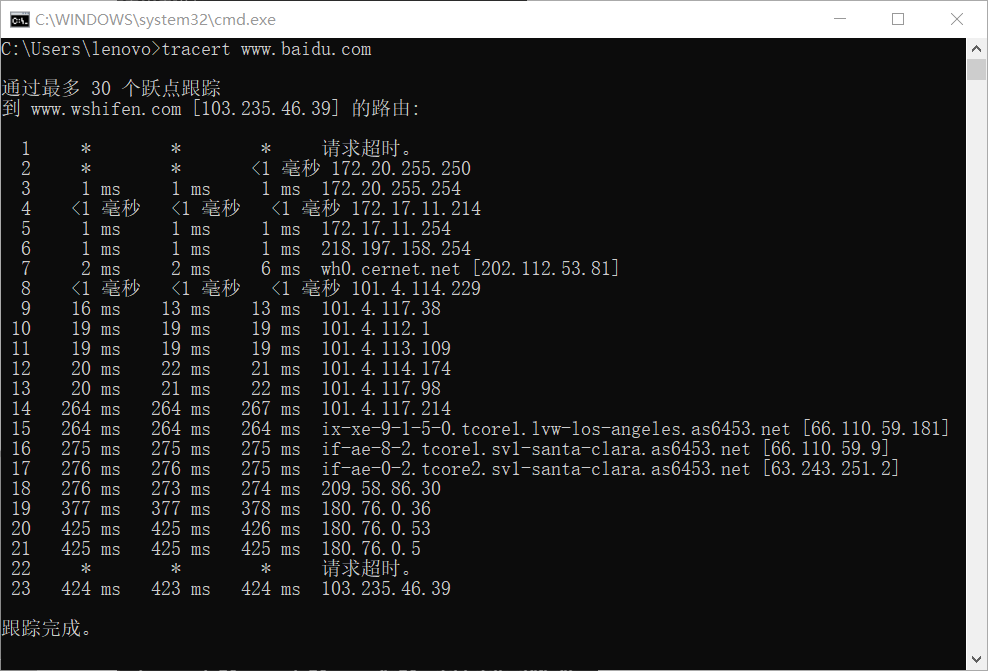 C:\WINDOWS\system32\cmd.exe
C:\Users\lenovo>tracert www.baidu.com
通过最多 30 个跃点跟踪
到 www.wshifen.com [103.235.46.39] 的路由:
1 * * * 请求超时。
2 * * <1 毫秒 172.20.255.250
3 1 ms 1 ms 1 ms 172.20.255.254
4 <1 毫秒 <1 毫秒 <1 毫秒 172.17.11.214
5 1 ms 1 ms 1 ms 172.17.11.254
6 1 ms 1 ms 1 ms 218.197.158.254
7 2 ms 2 ms 6 ms wh0.cernet.net [202.112.53.81]
8 <1 毫秒 <1 毫秒 <1 毫秒 101.4.114.229
9 16 ms 13 ms 13 ms 101.4.117.38
10 19 ms 19 ms 19 ms 101.4.112.1
11 19 ms 19 ms 19 ms 101.4.113.109
12 20 ms 22 ms 21 ms 101.4.114.174
13 20 ms 21 ms 22 ms 101.4.117.98
14 264 ms 264 ms 267 ms 101.4.117.214
15 264 ms 264 ms 264 ms ix-xe-9-1-5-0.tcore1.lvw-los-angeles.as6453.net [66.110.59.181]
16 275 ms 275 ms 275 ms if-ae-8-2.tcore1.sv1-santa-clara.as6453.net [66.110.59.9]
17 276 ms 276 ms 275 ms if-ae-0-2.tcore2.sv1-santa-clara.as6453.net [63.243.251.2]
18 276 ms 273 ms 274 ms 209.58.86.30
19 377 ms 377 ms 378 ms 180.76.0.36
20 425 ms 425 ms 426 ms 180.76.0.53
21 425 ms 425 ms 425 ms 180.76.0.5
22 * * * 请求超时。
23 424 ms 423 ms 424 ms 103.235.46.39
跟踪完成。